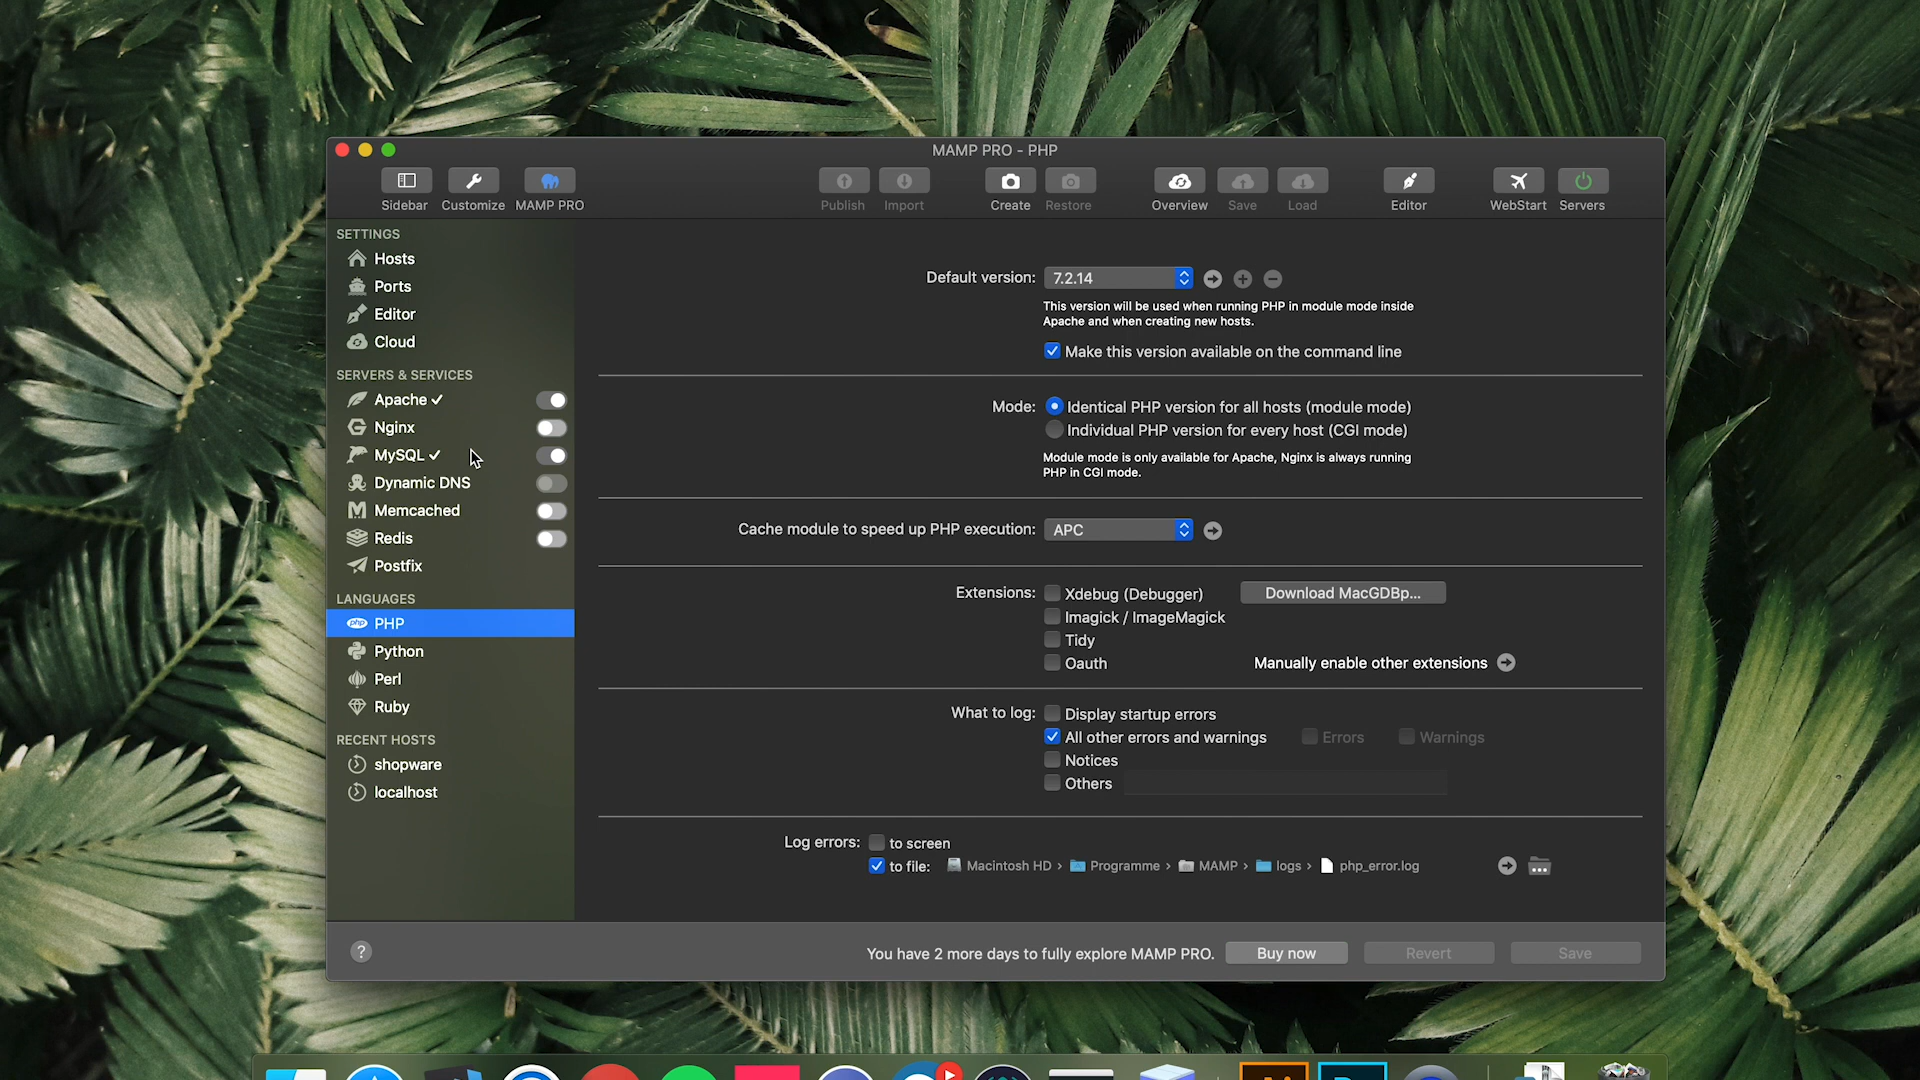 MAMP PRO - PHP
Sidebar
Customize
MAMP PRO
Publish
Import
Create
Restore
Overview
Save
Load
Editor
WebStart
Servers
SETTINGS
Hosts
Ports
Editor
Cloud
SERVERS & SERVICES
Apache ✓
Nginx
MySQL ✓
Dynamic DNS
Memcached
Redis
Postfix
LANGUAGES
php PHP
Python
Perl
Ruby
RECENT HOSTS
shopware
localhost
Default version: 7.2.14
This version will be used when running PHP in module mode inside
Apache and when creating new hosts.
Make this version available on the command line
Mode: Identical PHP version for all hosts (module mode)
Individual PHP version for every host (CGI mode)
Module mode is only available for Apache, Nginx is always running
PHP in CGI mode.
Cache module to speed up PHP execution: APC
Extensions: Xdebug (Debugger) Download MacGDBp...
Imagick / ImageMagick
Tidy
Oauth Manually enable other extensions
What to log: Display startup errors
All other errors and warnings Errors Warnings
Notices
Others
Log errors: to screen
to file: Macintosh HD › Programme › MAMP › logs › php_error.log
? You have 2 more days to fully explore MAMP PRO. Buy now Revert Save